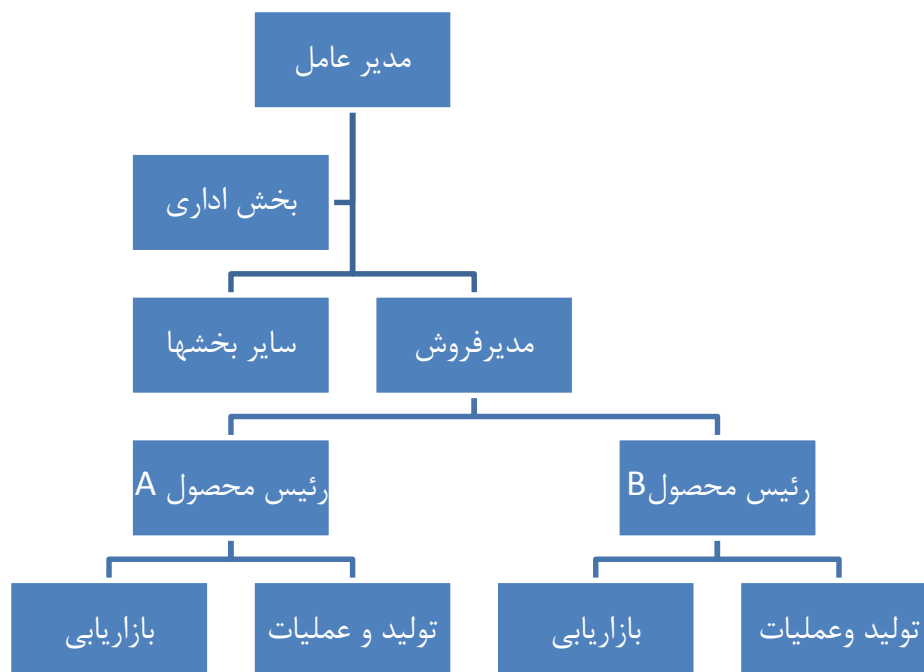 مدیر عامل
بخش اداری
مدیرفروش
سایر بخشها
رئیس محصولB
رئیس محصول A
تولید وعملیات
بازاریابی
تولید و عملیات
بازاریابی